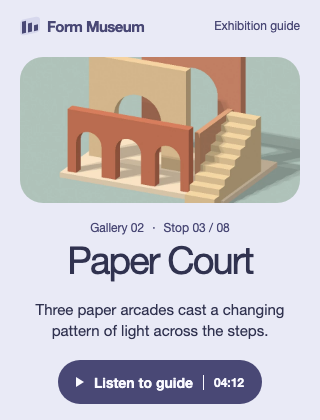 Form Museum
Exhibition guide
Gallery 02 · Stop 03 / 08
Paper Court
Three paper arcades cast a changing
pattern of light across the steps.
Listen to guide
04:12